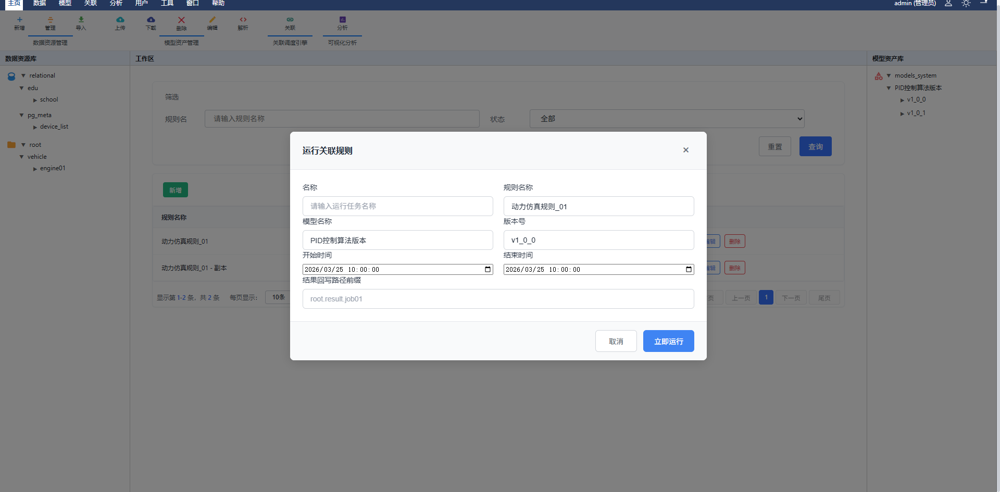 主页 数据 模型 关联 分析 用户 工具 窗口 帮助 admin (管理员)
新增 管理 导入 上传 下载 删除 编辑 解析 关联 分析
数据资源管理 模型资产管理 关联调度引擎 可视化分析
数据资源库 工作区 模型资产库
relational
edu
school
pg_meta
device_list
root
vehicle
engine01
筛选
规则名 请输入规则名称 状态 全部
重置 查询
新增
规则名称
动力仿真规则_01
编辑 删除
动力仿真规则_01 - 副本
编辑 删除
显示第 1-2 条，共 2 条 每页显示： 10条
页 上一页 1 下一页 尾页
运行关联规则 ×
名称 规则名称
请输入运行任务名称 动力仿真规则_01
模型名称 版本号
PID控制算法版本 v1_0_0
开始时间 结束时间
2026/03/25 10:00:00 2026/03/25 10:00:00
结果回写路径前缀
root.result.job01
取消 立即运行
models_system
PID控制算法版本
v1_0_0
v1_0_1